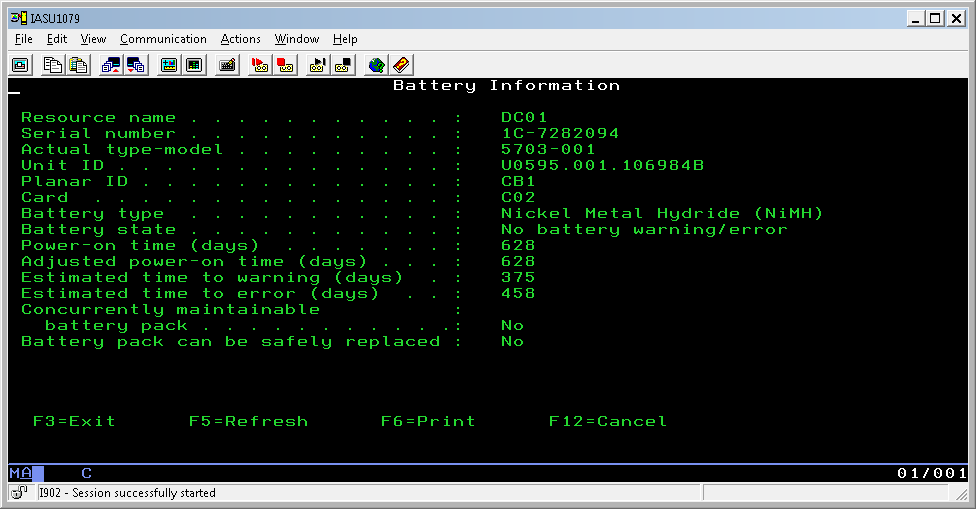 IASU1079
File Edit View Communication Actions Window Help
Battery Information
Resource name . . . . . . . . . . . . : DC01
Serial number . . . . . . . . . . . . : 1C-7282094
Actual type-model . . . . . . . . . . : 5703-001
Unit ID . . . . . . . . . . . . . . . : U0595.001.106984B
Planar ID . . . . . . . . . . . . . . : CB1
Card . . . . . . . . . . . . . . . . : C02
Battery type . . . . . . . . . . . . : Nickel Metal Hydride (NiMH)
Battery state . . . . . . . . . . . . : No battery warning/error
Power-on time (days) . . . . . . . . : 628
Adjusted power-on time (days) . . . : 628
Estimated time to warning (days) . . : 375
Estimated time to error (days) . . : 458
Concurrently maintainable :
battery pack . . . . . . . . . . .: No
Battery pack can be safely replaced : No
F3=Exit F5=Refresh F6=Print F12=Cancel
MA C 01/001
I902 - Session successfully started